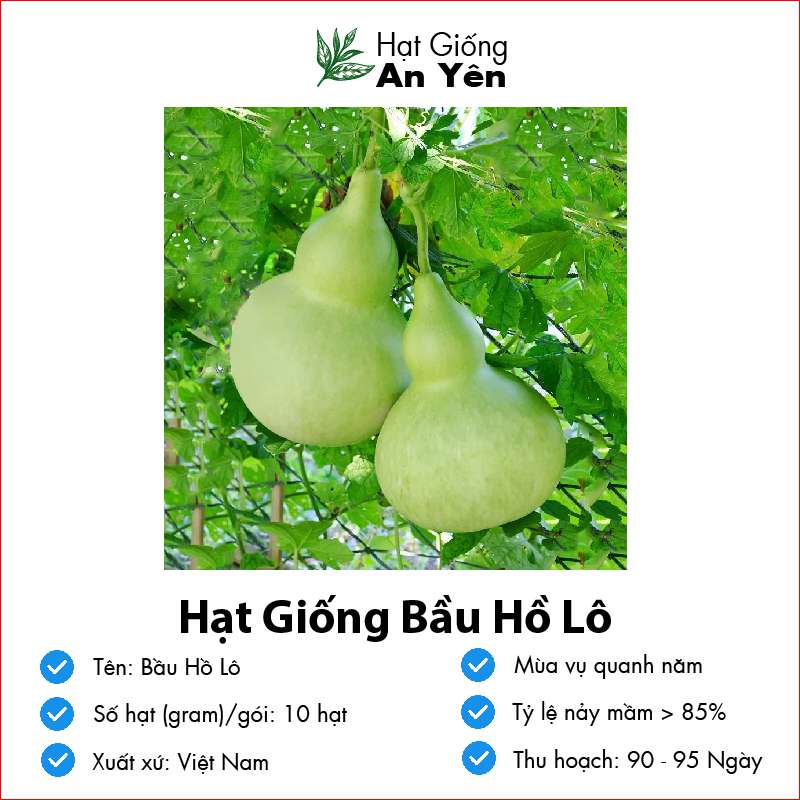 Hạt Giống
An Yên
Hạt Giống Bầu Hồ Lô
Tên: Bầu Hồ Lô
Số hạt (gram)/gói: 10 hạt
Xuất xứ: Việt Nam
Mùa vụ quanh năm
Tỷ lệ nảy mầm > 85%
Thu hoạch: 90 - 95 Ngày